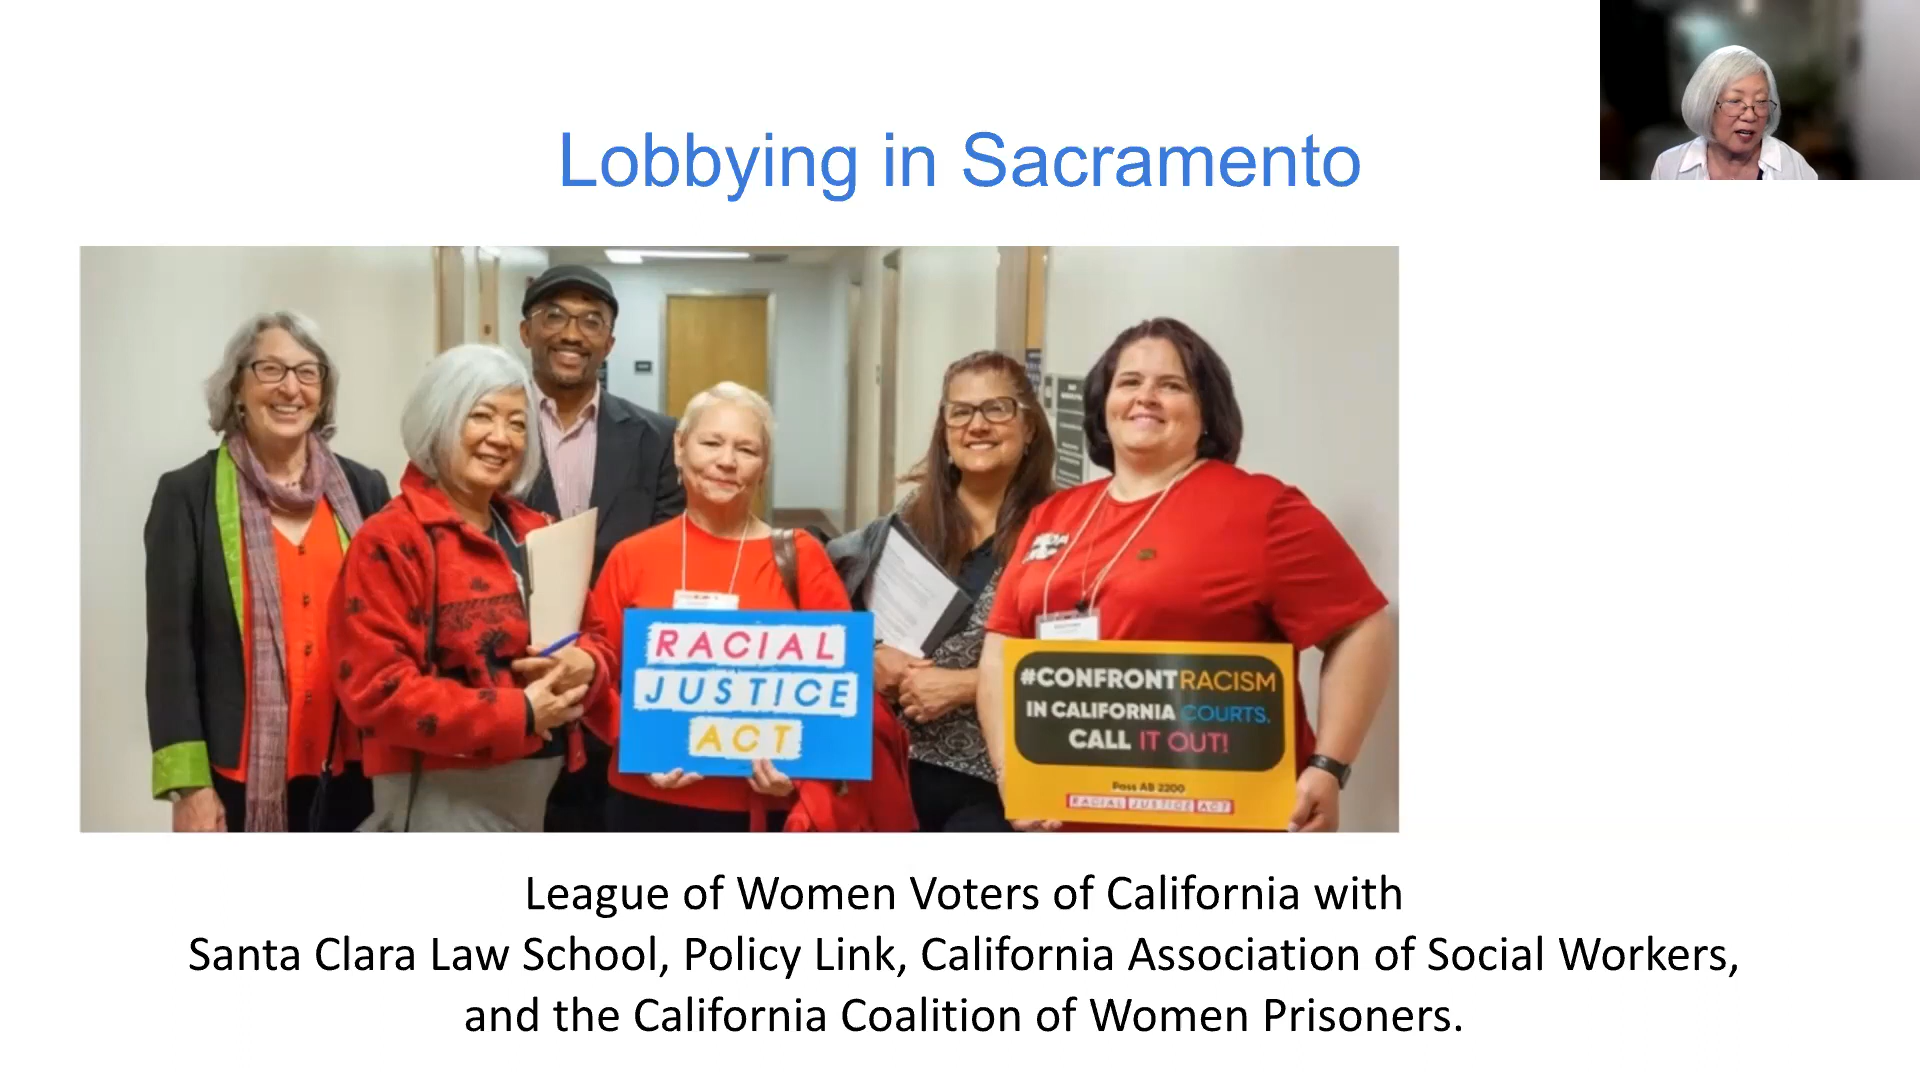 Lobbying in Sacramento
RACIAL
JUSTICE
ACT
#CONFRONTRACISM
IN CALIFORNIA COURTS.
CALL IT OUT!
Pass AB 2200
RACIAL JUSTICE ACT
League of Women Voters of California with
Santa Clara Law School, Policy Link, California Association of Social Workers,
and the California Coalition of Women Prisoners.